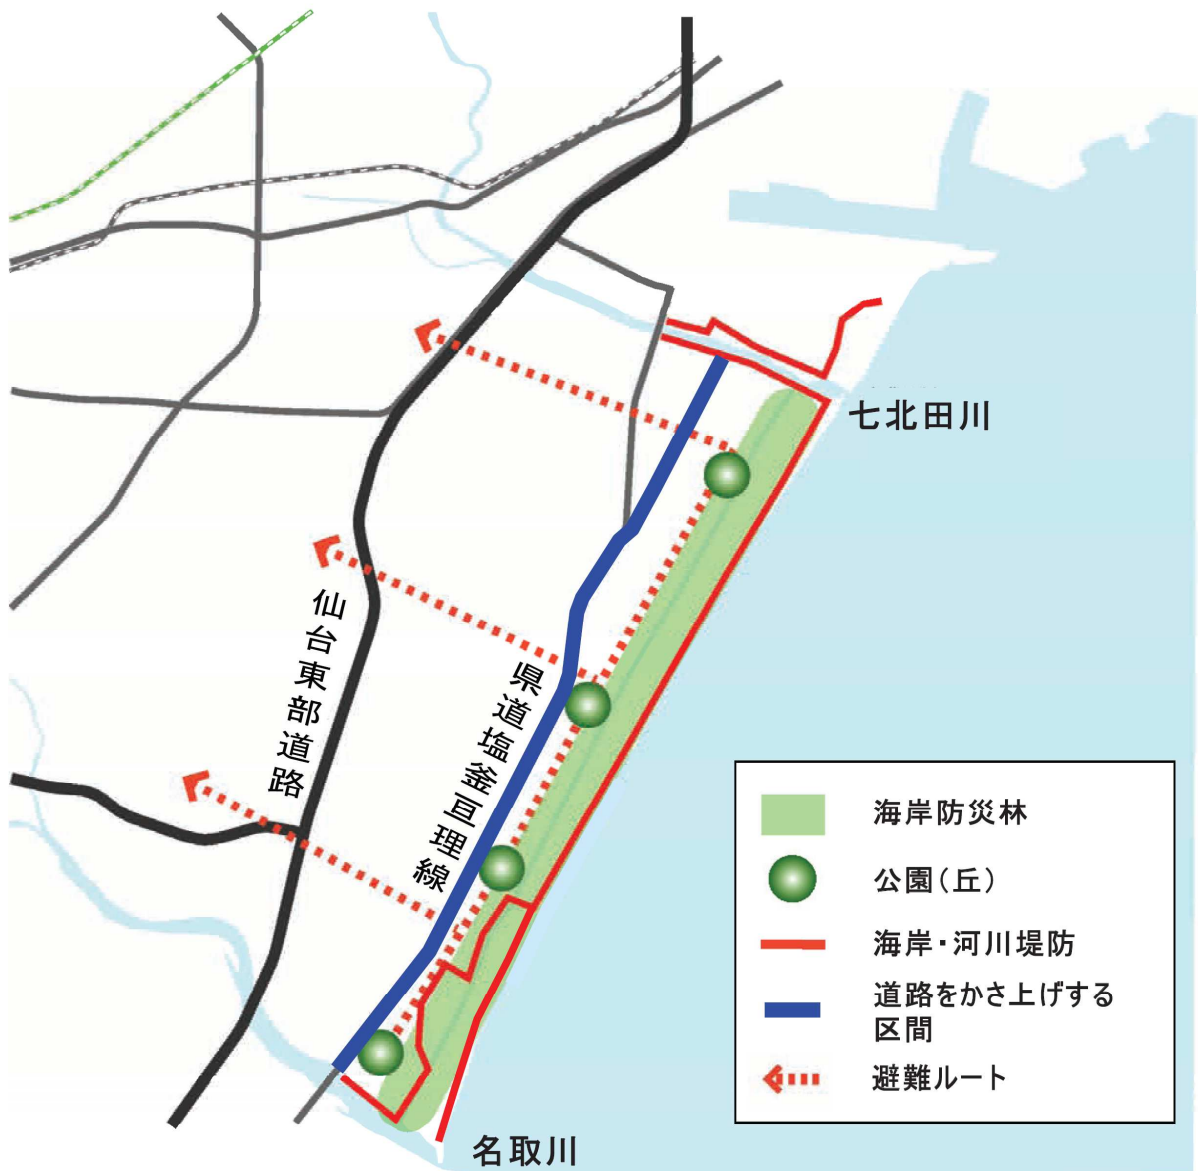 七北田川
仙台東部道路
県道塩釜亘理線
海岸防災林
公園(丘)
海岸・河川堤防
道路をかさ上げする
区間
避難ルート
名取川